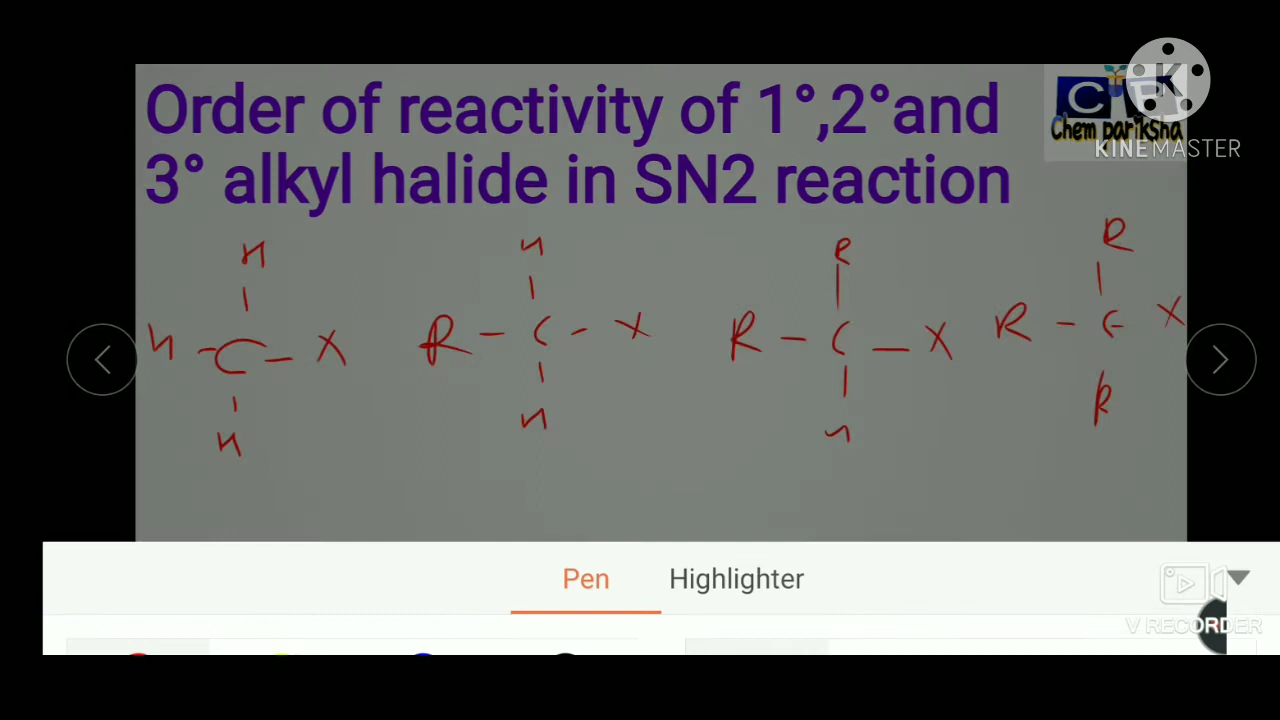 Order of reactivity of 1°,2°and
3° alkyl halide in SN2 reaction
Chem pariksha
K
KINEMASTER
H H R R
H - C - X R - C - X R - C - X R - C X
H H H R
Pen Highlighter
V RECORDER